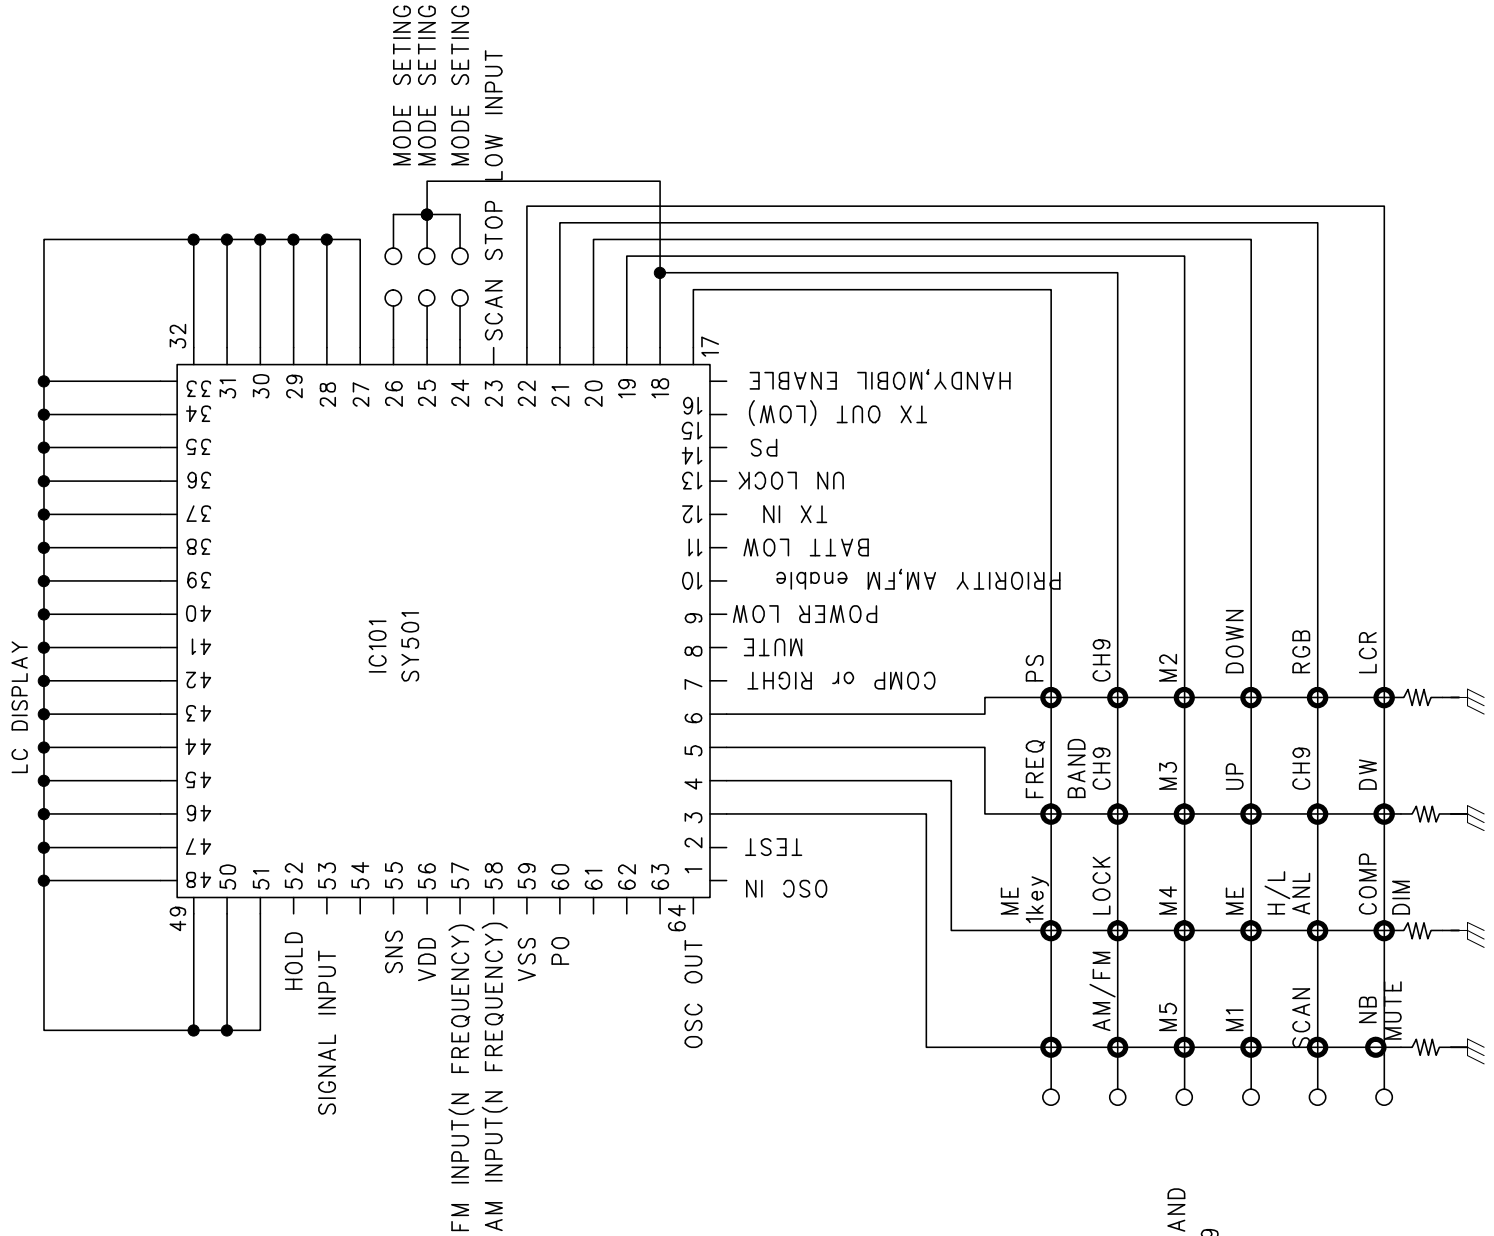 MODE SETING
MODE SETING
MODE SETING
SCAN STOP LOW INPUT
LC DISPLAY
32
31
30
29
28
27
26
25
24
23
22
21
20
19
18
17
33
34
35
36
37
38
39
40
41
42
43
44
45
46
47
48
IC101
SY501
16
15
14
13
12
11
10
9
8
7
6
5
4
3
2
1
HANDY,MOBIL ENABLE
TX OUT (LOW)
PS
UN LOCK
TX IN
BATT LOW
PRIORITY AM,FM enable
POWER LOW
MUTE
COMP or RIGHT
TEST
OSC IN
49
50
51
52
53
54
55
56
57
58
59
60
61
62
63
64
HOLD
SIGNAL INPUT
SNS
VDD
FM INPUT(N FREQUENCY)
AM INPUT(N FREQUENCY)
VSS
PO
OSC OUT
PS
CH9
M2
DOWN
RGB
LCR
FREQ
BAND
CH9
M3
UP
CH9
DW
ME
1key
LOCK
M4
ME
H/L
ANL
COMP
DIM
AM/FM
M5
M1
SCAN
NB
MUTE
AND
9